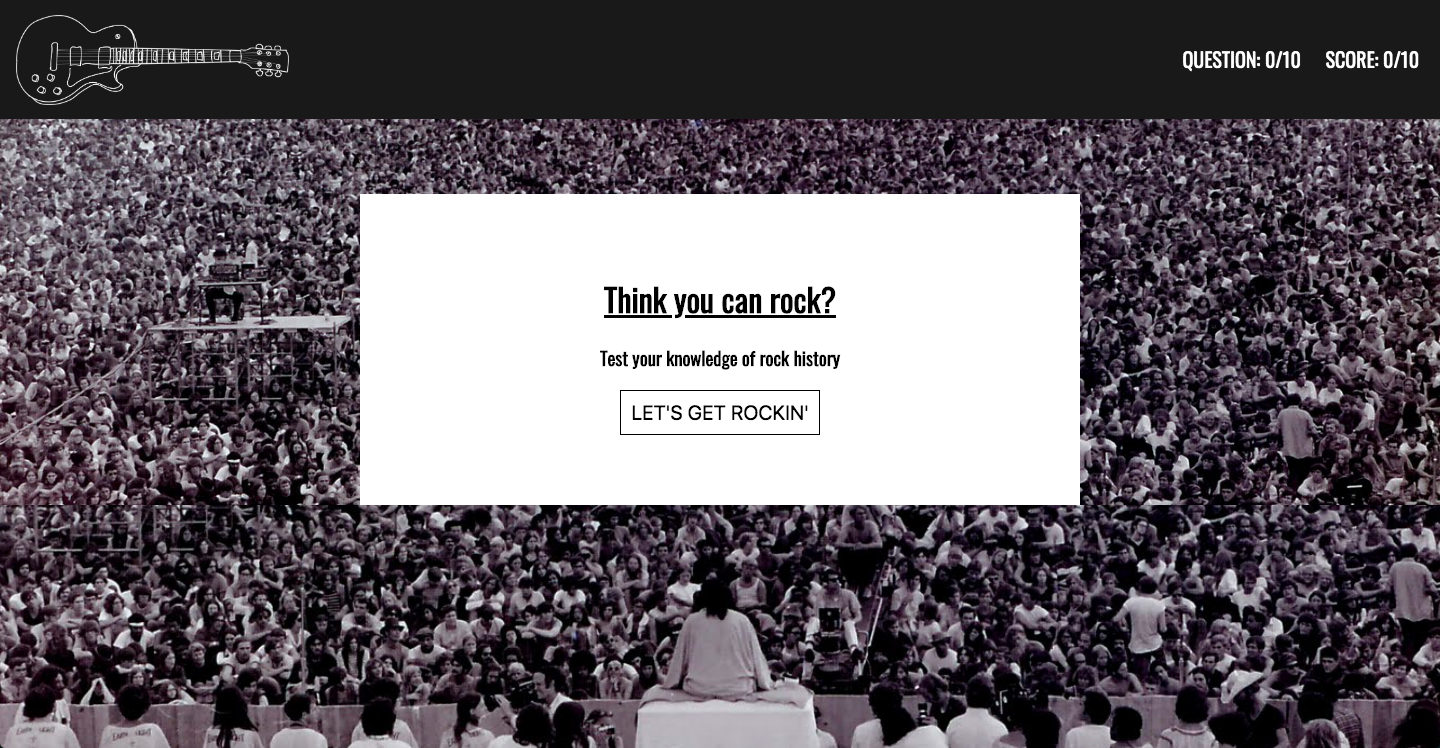 QUESTION: 0/10 SCORE: 0/10
Think you can rock?
Test your knowledge of rock history
LET'S GET ROCKIN'